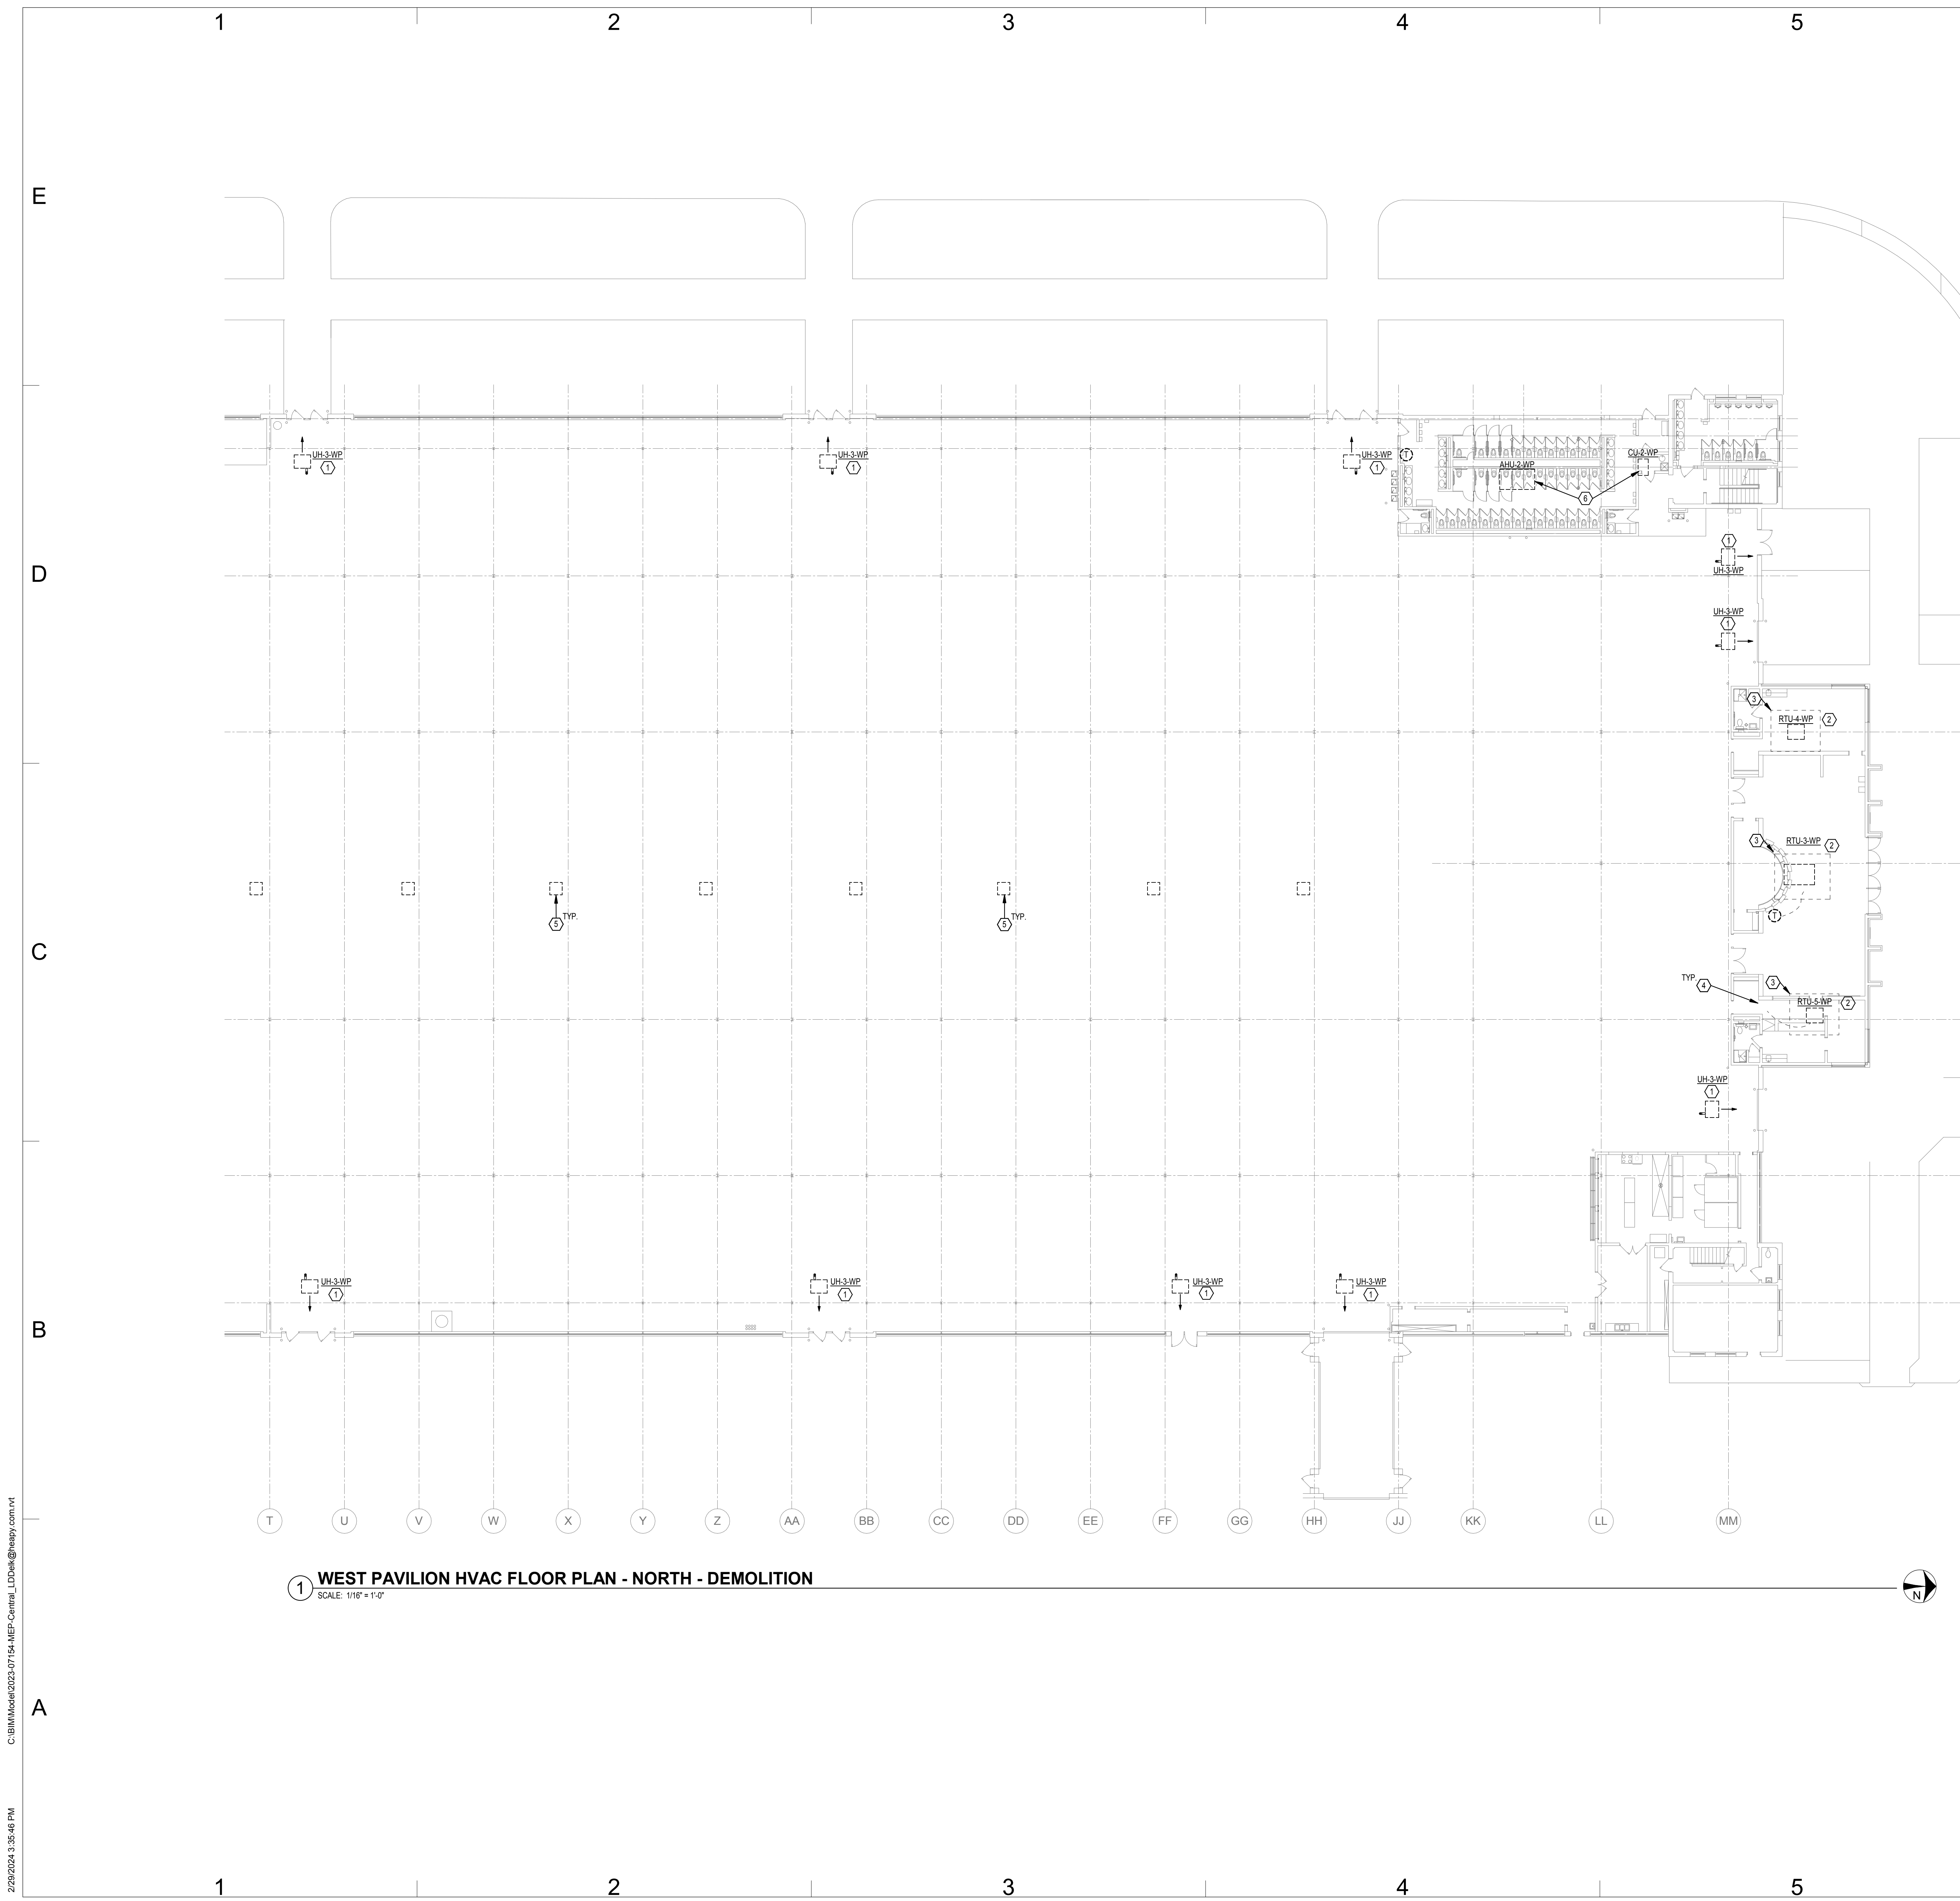 1 2 3 4 5
E
UH-3-WP
1
UH-3-WP
1
UH-3-WP
1
T
AHU-2-WP
CU-2-WP
6
D
1
UH-3-WP
UH-3-WP
1
3
RTU-4-WP
2
3
RTU-3-WP
2
T
5
TYP.
5
TYP.
C
TYP.
4
3
RTU-5-WP
2
UH-3-WP
1
UH-3-WP
1
UH-3-WP
1
UH-3-WP
1
UH-3-WP
1
B
T U V W X Y Z AA BB CC DD EE FF GG HH JJ KK LL MM
1
WEST PAVILION HVAC FLOOR PLAN - NORTH - DEMOLITION
SCALE: 1/16" = 1'-0"
N
A
C:\BIM\Model\2023-07154-MEP-Central_LDDelk@heapy.com.rvt
2/29/2024 3:35:46 PM
1 2 3 4 5